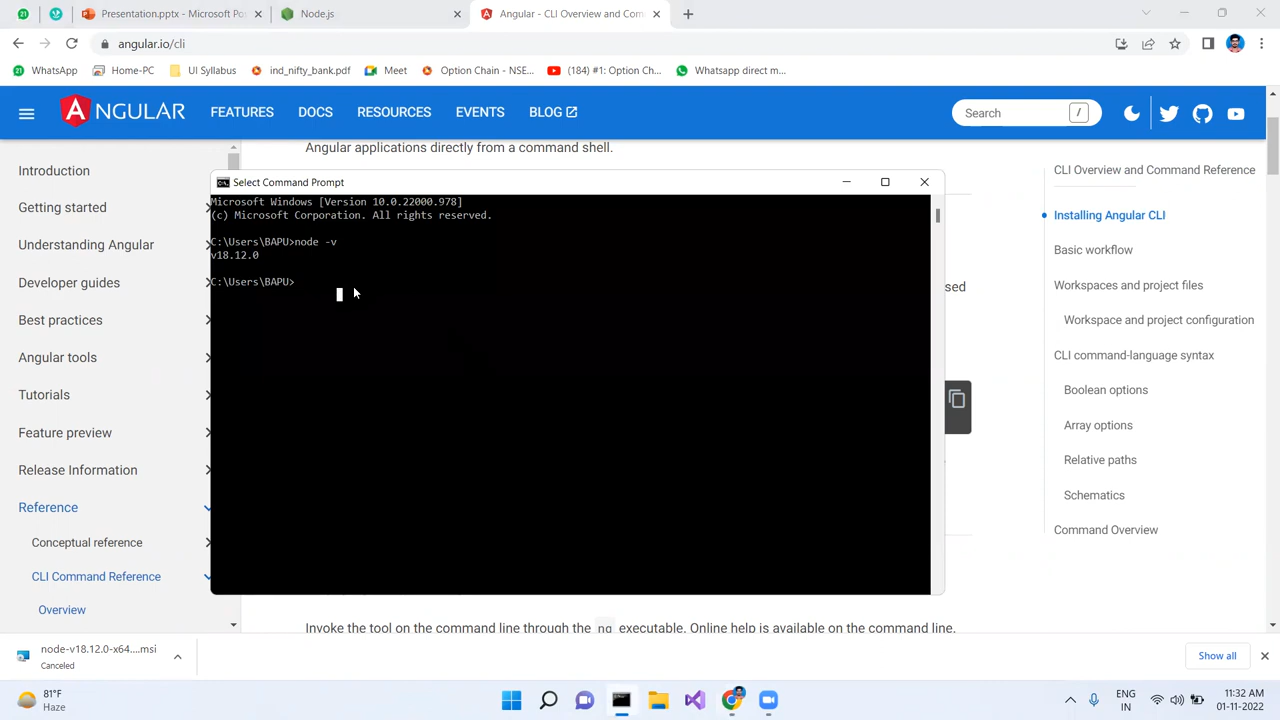 Presentation.pptx - Microsoft Po
Node.js
Angular - CLI Overview and Com
angular.io/cli
WhatsApp
Home-PC
UI Syllabus
ind_nifty_bank.pdf
Meet
Option Chain - NSE...
(184) #1: Option Ch...
Whatsapp direct m...
ANGULAR
FEATURES
DOCS
RESOURCES
EVENTS
BLOG
Search
/
Introduction
Getting started
Understanding Angular
Developer guides
Best practices
Angular tools
Tutorials
Feature preview
Release Information
Reference
Conceptual reference
CLI Command Reference
Overview
Angular applications directly from a command shell.
Select Command Prompt
Microsoft Windows [Version 10.0.22000.978]
(c) Microsoft Corporation. All rights reserved.
C:\Users\BAPU>node -v
v18.12.0
C:\Users\BAPU>
sed
Invoke the tool on the command line through the ng executable. Online help is available on the command line.
CLI Overview and Command Reference
Installing Angular CLI
Basic workflow
Workspaces and project files
Workspace and project configuration
CLI command-language syntax
Boolean options
Array options
Relative paths
Schematics
Command Overview
node-v18.12.0-x64....msi
Canceled
Show all
81°F
Haze
ENG
IN
11:32 AM
01-11-2022